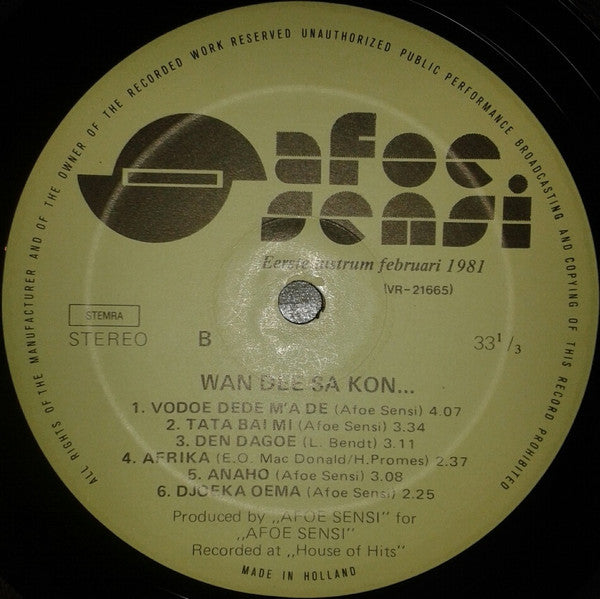 ALL RIGHTS OF THE MANUFACTURER AND OF THE OWNER OF THE RECORDED WORK RESERVED UNAUTHORIZED PUBLIC PERFORMANCE BROADCASTING AND COPYING OF THIS RECORD PROHIBITED
afoe
sensi
Eerste lustrum februari 1981
(VR-21665)
STEMRA
STEREO B 33¹/₃
WAN DEE SA KON...
1. VODOE DEDE M'A DE (Afoe Sensi) 4.07
2. TATA BAI MI (Afoe Sensi) 3.34
3. DEN DAGOE (L. Bendt) 3.11
4. AFRIKA (E.O. Mac Donald/H.Promes) 2.37
5. ANAHO (Afoe Sensi) 3.08
6. DJOEKA OEMA (Afoe Sensi) 2.25
Produced by „AFOE SENSI" for
„AFOE SENSI"
Recorded at „House of Hits"
MADE IN HOLLAND